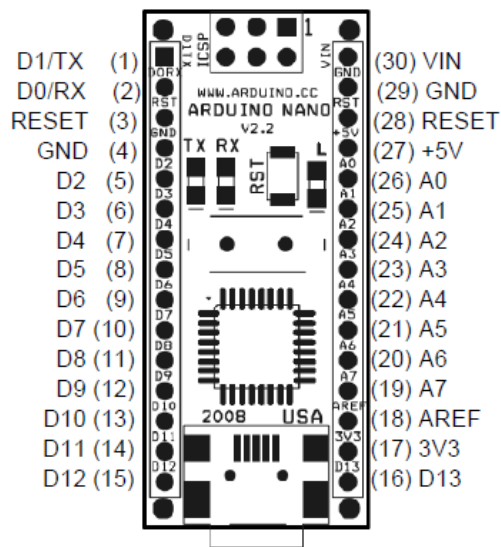 1
D1TX
ICSP
VIN
D1/TX (1)
D0/RX (2)
RESET (3)
GND (4)
D2 (5)
D3 (6)
D4 (7)
D5 (8)
D6 (9)
D7 (10)
D8 (11)
D9 (12)
D10 (13)
D11 (14)
D12 (15)
D0RX
RST
GND
D2
D3
D4
D5
D6
D7
D8
D9
D10
D11
D12
WWW.ARDUINO.CC
ARDUINO NANO
V2.2
TX RX
RST
L
2008 USA
GND
RST
+5V
A0
A1
A2
A3
A4
A5
A6
A7
AREF
3V3
D13
(30) VIN
(29) GND
(28) RESET
(27) +5V
(26) A0
(25) A1
(24) A2
(23) A3
(22) A4
(21) A5
(20) A6
(19) A7
(18) AREF
(17) 3V3
(16) D13